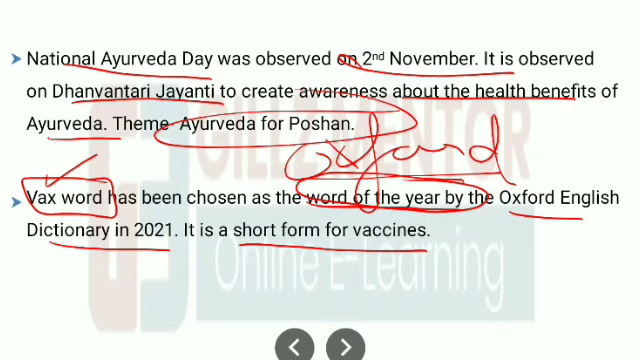 National Ayurveda Day was observed on 2nd November. It is observed
on Dhanvantari Jayanti to create awareness about the health benefits of
Ayurveda. Theme Ayurveda for Poshan.
oxford
Vax word has been chosen as the word of the year by the Oxford English
Dictionary in 2021. It is a short form for vaccines.
GILLZ MENTOR
Online E-Learning